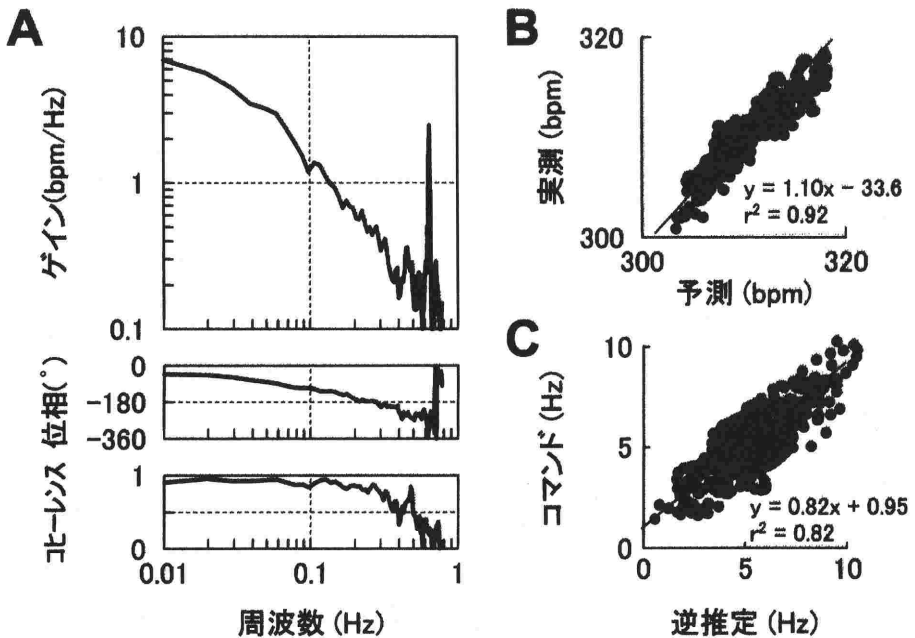 A
10
1
0.1
ゲイン(bpm/Hz)
0
-180
-360
位相(°)
1
0
コヒーレンス
0.01
0.1
1
周波数 (Hz)
B
320
300
実測 (bpm)
y = 1.10x − 33.6
r² = 0.92
300
320
予測 (bpm)
C
10
5
0
コマンド (Hz)
y = 0.82x + 0.95
r² = 0.82
0
5
10
逆推定 (Hz)